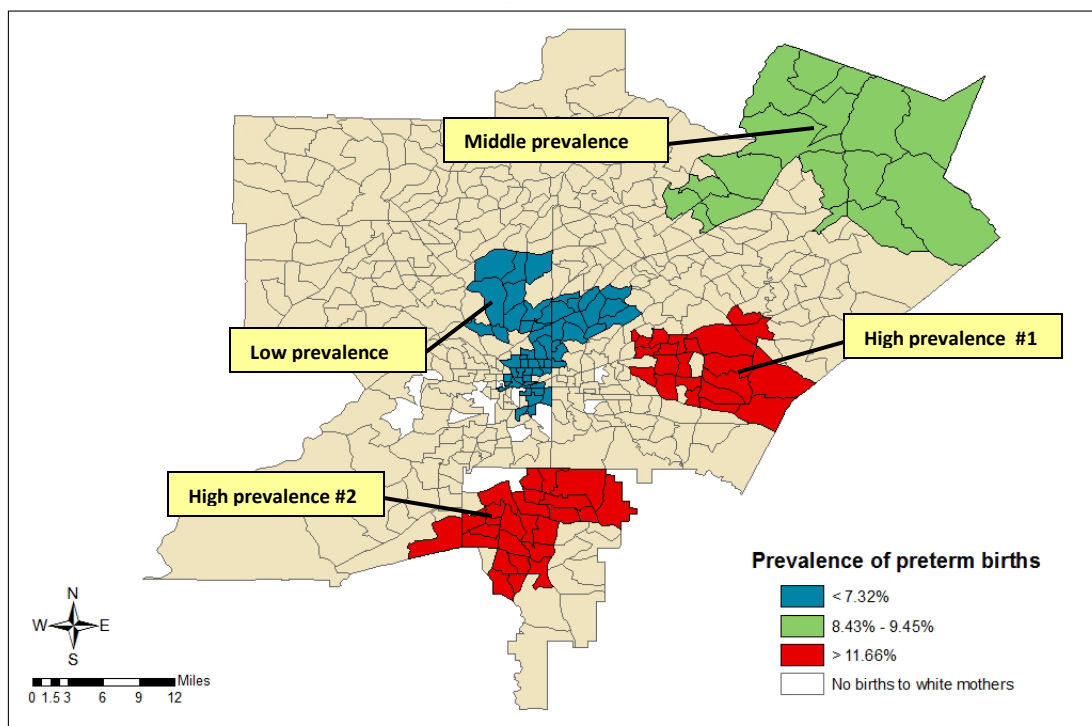 Middle prevalence
Low prevalence
High prevalence #1
High prevalence #2
Prevalence of preterm births
< 7.32%
8.43% - 9.45%
> 11.66%
No births to white mothers
N
W E
S
Miles
0 1.5 3 6 9 12